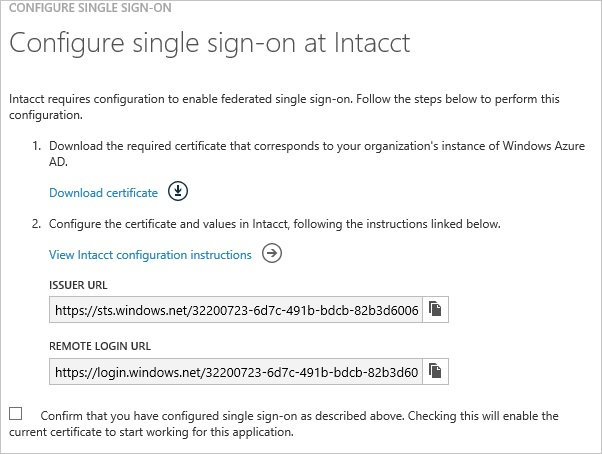 CONFIGURE SINGLE SIGN-ON
Configure single sign-on at Intacct
Intacct requires configuration to enable federated single sign-on. Follow the steps below to perform this
configuration.
1. Download the required certificate that corresponds to your organization's instance of Windows Azure
AD.
Download certificate
2. Configure the certificate and values in Intacct, following the instructions linked below.
View Intacct configuration instructions
ISSUER URL
https://sts.windows.net/32200723-6d7c-491b-bdcb-82b3d6006
REMOTE LOGIN URL
https://login.windows.net/32200723-6d7c-491b-bdcb-82b3d60
Confirm that you have configured single sign-on as described above. Checking this will enable the
current certificate to start working for this application.